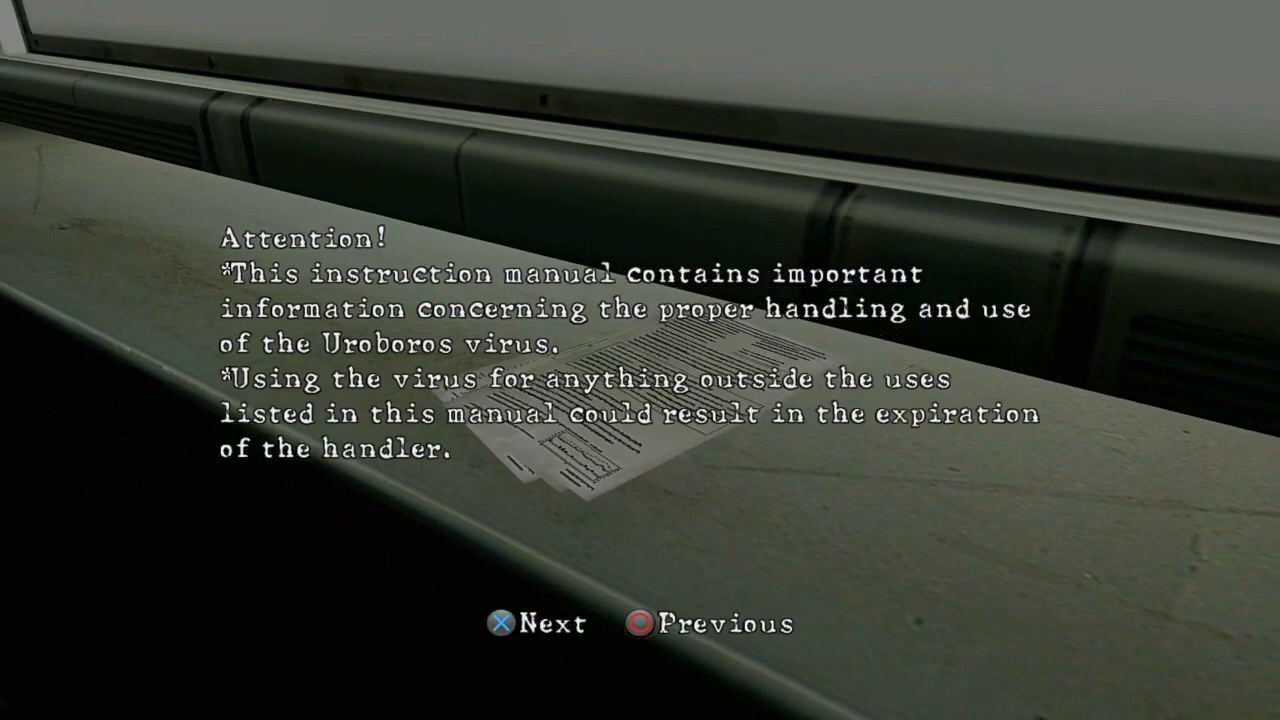 Attention!
*This instruction manual contains important
information concerning the proper handling and use
of the Uroboros virus.
*Using the virus for anything outside the uses
listed in this manual could result in the expiration
of the handler.
Next Previous